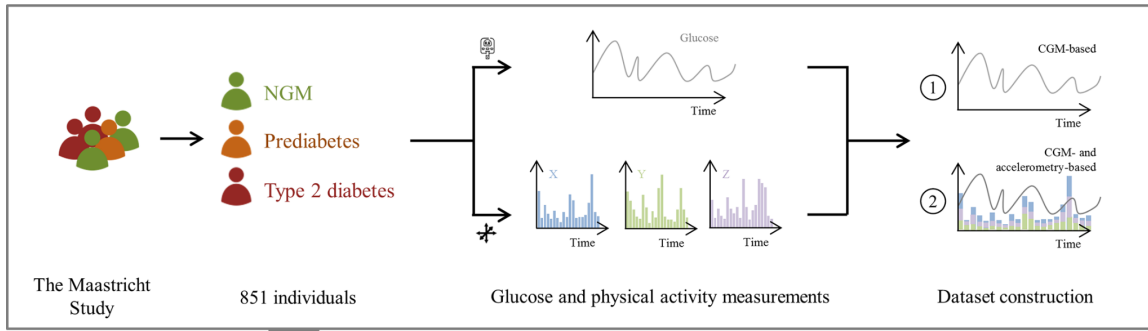 NGM
Prediabetes
Type 2 diabetes
Glucose
Time
X
Time
Y
Time
Z
Time
1
CGM-based
Time
2
CGM- and
accelerometry-based
Time
The Maastricht
Study
851 individuals
Glucose and physical activity measurements
Dataset construction